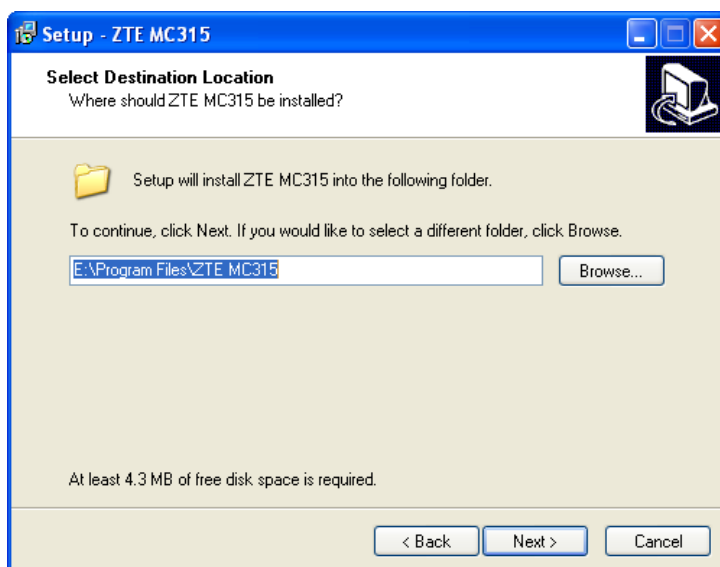 Setup - ZTE MC315
Select Destination Location
Where should ZTE MC315 be installed?
Setup will install ZTE MC315 into the following folder.
To continue, click Next. If you would like to select a different folder, click Browse.
E:\Program Files\ZTE MC315
Browse...
At least 4.3 MB of free disk space is required.
< Back
Next >
Cancel